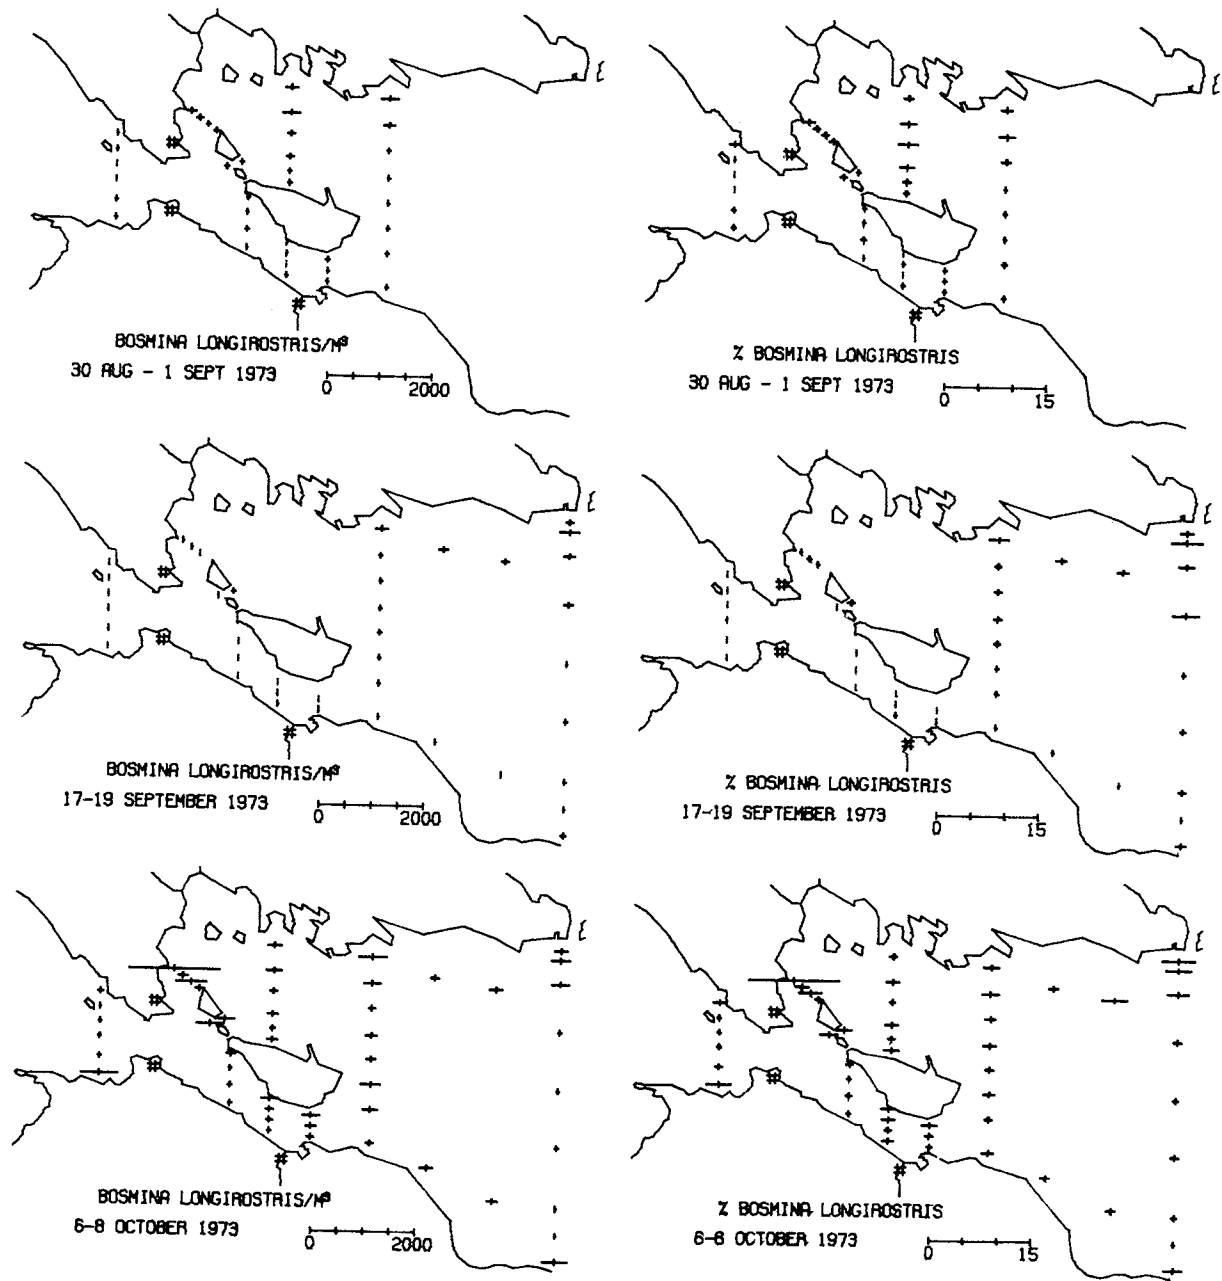 BOSMINA LONGIROSTRIS/M³
30 AUG - 1 SEPT 1973
0 2000
% BOSMINA LONGIROSTRIS
30 AUG - 1 SEPT 1973
0 15
BOSMINA LONGIROSTRIS/M³
17-19 SEPTEMBER 1973
0 2000
% BOSMINA LONGIROSTRIS
17-19 SEPTEMBER 1973
0 15
BOSMINA LONGIROSTRIS/M³
6-8 OCTOBER 1973
0 2000
% BOSMINA LONGIROSTRIS
6-8 OCTOBER 1973
0 15